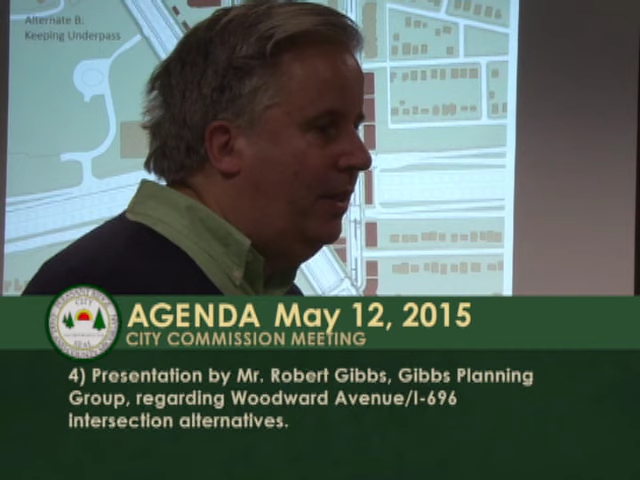 Alternate B.
Keeping Underpass
AGENDA May 12, 2015
CITY COMMISSION MEETING
4) Presentation by Mr. Robert Gibbs, Gibbs Planning
Group, regarding Woodward Avenue/I-696
intersection alternatives.